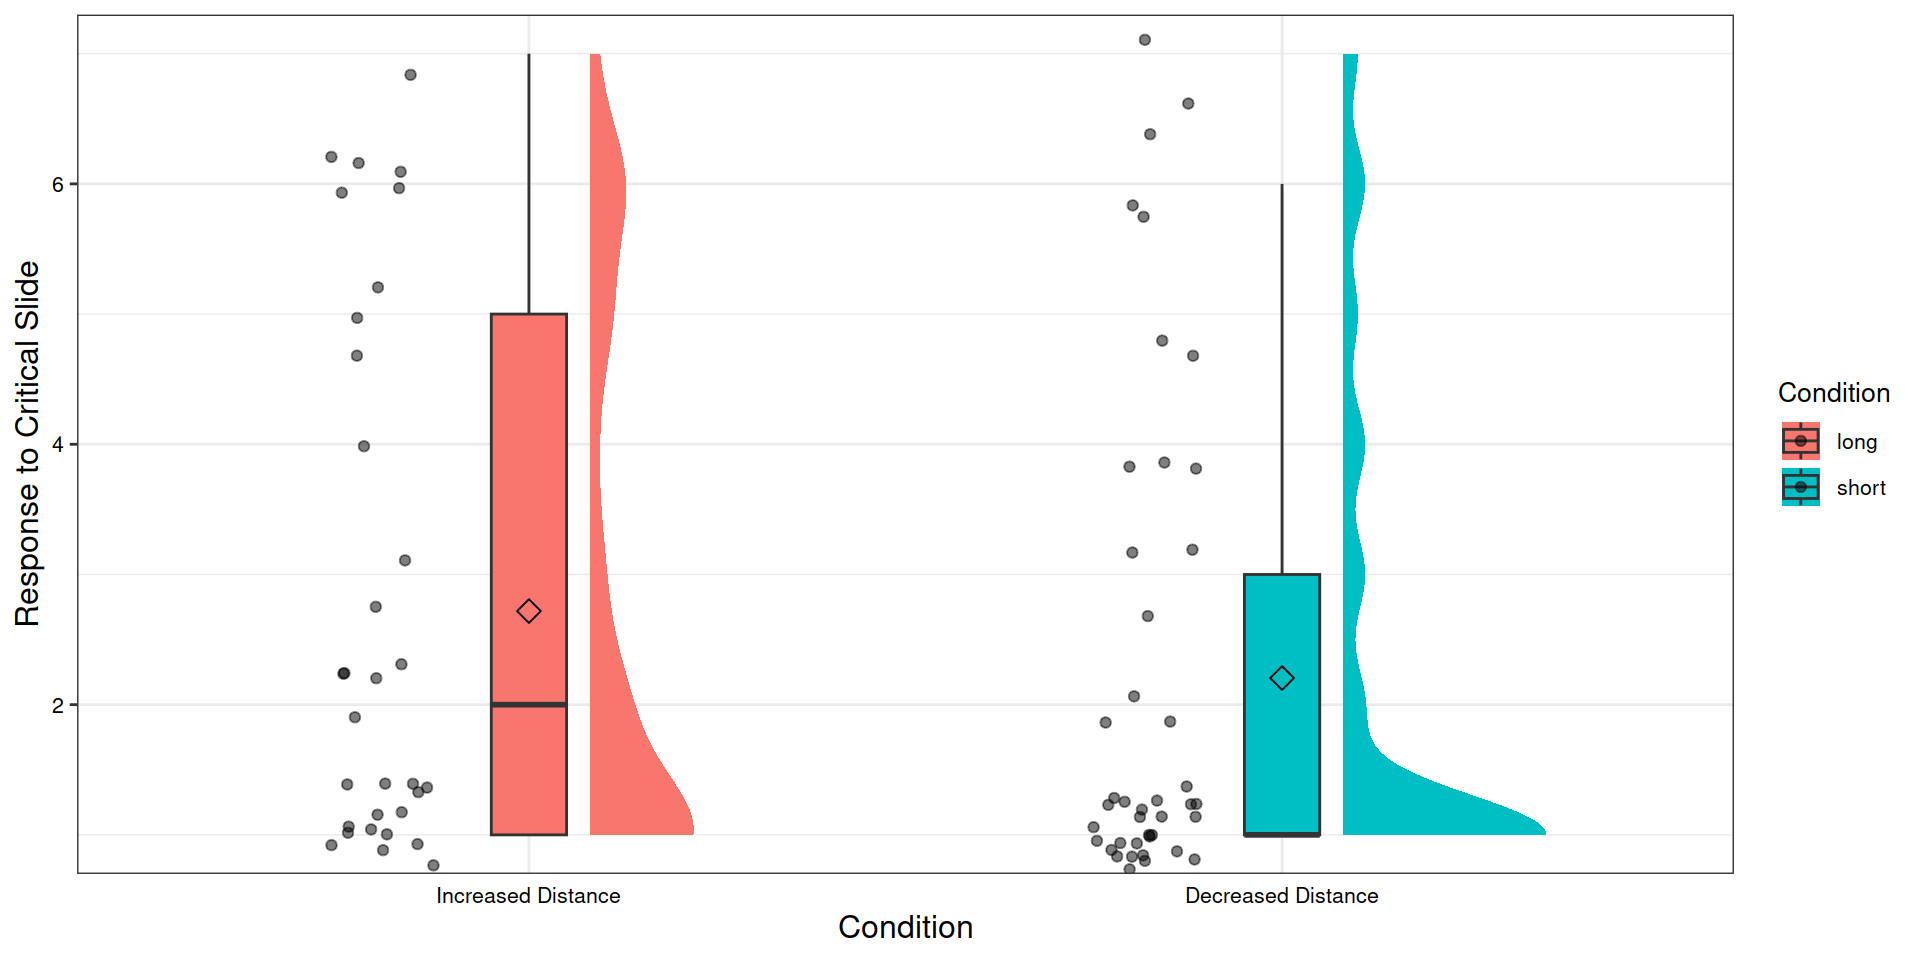 Response to Critical Slide
6
4
2
Increased Distance
Decreased Distance
Condition
Condition
long
short